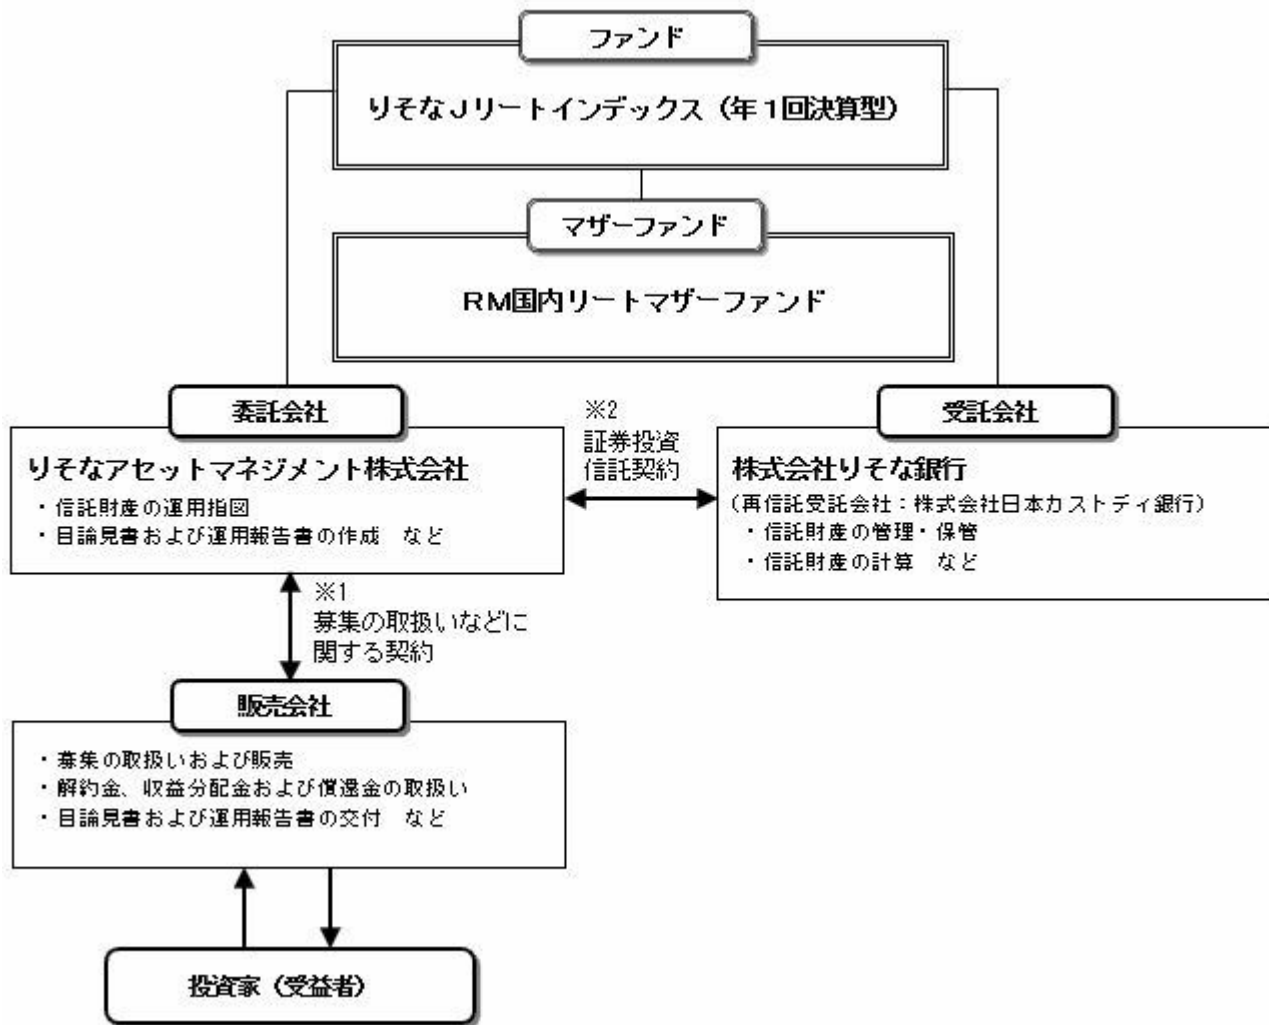 ファンド
りそなJリートインデックス（年1回決算型）
マザーファンド
RM国内リートマザーファンド
委託会社
りそなアセットマネジメント株式会社
・信託財産の運用指図
・目論見書および運用報告書の作成　など
※2
証券投資
信託契約
受託会社
株式会社りそな銀行
（再信託受託会社：株式会社日本カストディ銀行）
・信託財産の管理・保管
・信託財産の計算　など
※1
募集の取扱いなどに
関する契約
販売会社
・募集の取扱いおよび販売
・解約金、収益分配金および償還金の取扱い
・目論見書および運用報告書の交付　など
投資家（受益者）